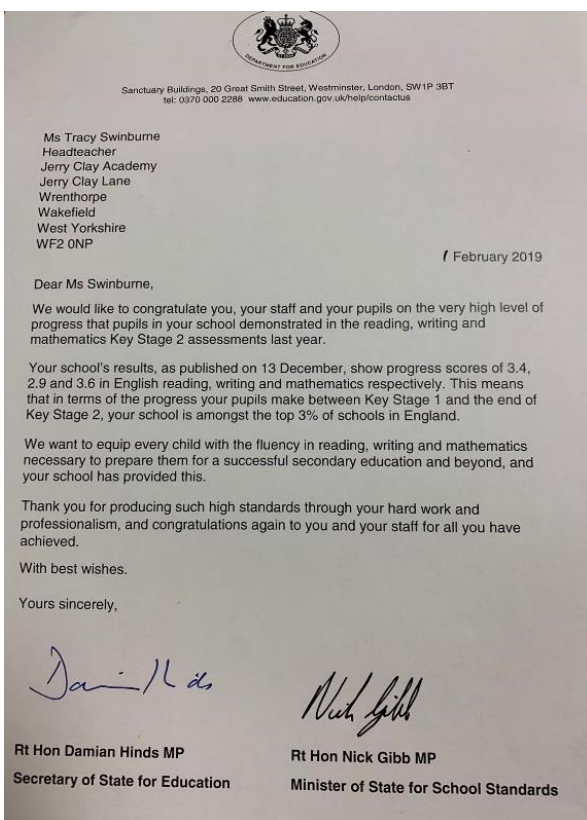 DEPARTMENT FOR EDUCATION
Sanctuary Buildings, 20 Great Smith Street, Westminster, London, SW1P 3BT
tel: 0370 000 2288 www.education.gov.uk/help/contactus
Ms Tracy Swinburne
Headteacher
Jerry Clay Academy
Jerry Clay Lane
Wrenthorpe
Wakefield
West Yorkshire
WF2 0NP
1 February 2019
Dear Ms Swinburne,
We would like to congratulate you, your staff and your pupils on the very high level of
progress that pupils in your school demonstrated in the reading, writing and
mathematics Key Stage 2 assessments last year.
Your school's results, as published on 13 December, show progress scores of 3.4,
2.9 and 3.6 in English reading, writing and mathematics respectively. This means
that in terms of the progress your pupils make between Key Stage 1 and the end of
Key Stage 2, your school is amongst the top 3% of schools in England.
We want to equip every child with the fluency in reading, writing and mathematics
necessary to prepare them for a successful secondary education and beyond, and
your school has provided this.
Thank you for producing such high standards through your hard work and
professionalism, and congratulations again to you and your staff for all you have
achieved.
With best wishes.
Yours sincerely,
Damian Hinds
Nick Gibb
Rt Hon Damian Hinds MP
Secretary of State for Education
Rt Hon Nick Gibb MP
Minister of State for School Standards